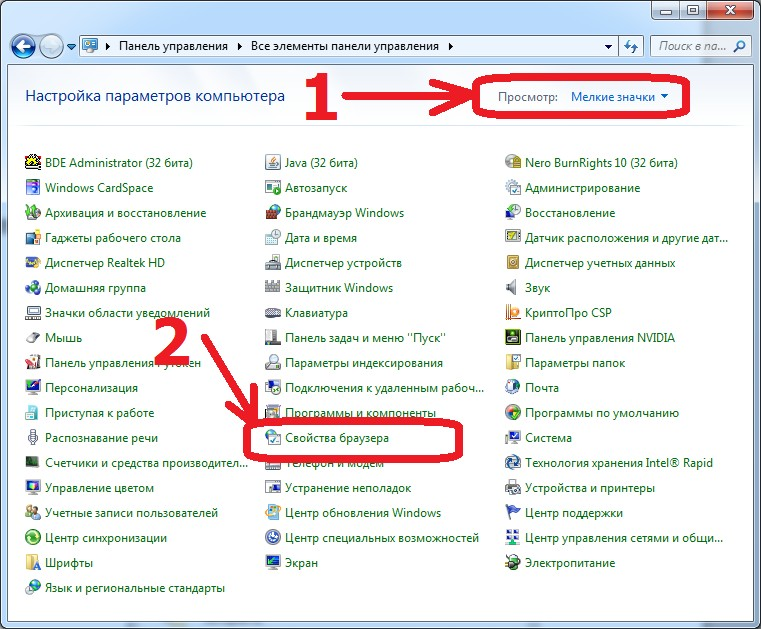 Панель управления Все элементы панели управления Поиск в па...
Настройка параметров компьютера
1
Просмотр: Мелкие значки
BDE Administrator (32 бита)
Windows CardSpace
Архивация и восстановление
Гаджеты рабочего стола
Диспетчер Realtek HD
Домашняя группа
Значки области уведомлений
Мышь
2
Панель управления Рутокен
Персонализация
Приступая к работе
Распознавание речи
Счетчики и средства производител...
Управление цветом
Учетные записи пользователей
Центр синхронизации
Шрифты
Язык и региональные стандарты
Java (32 бита)
Автозапуск
Брандмауэр Windows
Дата и время
Диспетчер устройств
Защитник Windows
Клавиатура
Панель задач и меню "Пуск"
Параметры индексирования
Подключения к удаленным рабоч...
Программы и компоненты
Свойства браузера
Телефон и модем
Устранение неполадок
Центр обновления Windows
Центр специальных возможностей
Экран
Nero BurnRights 10 (32 бита)
Администрирование
Восстановление
Датчик расположения и другие дат...
Диспетчер учетных данных
Звук
КриптоПро CSP
Панель управления NVIDIA
Параметры папок
Почта
Программы по умолчанию
Система
Технология хранения Intel® Rapid
Устройства и принтеры
Центр поддержки
Центр управления сетями и общи...
Электропитание